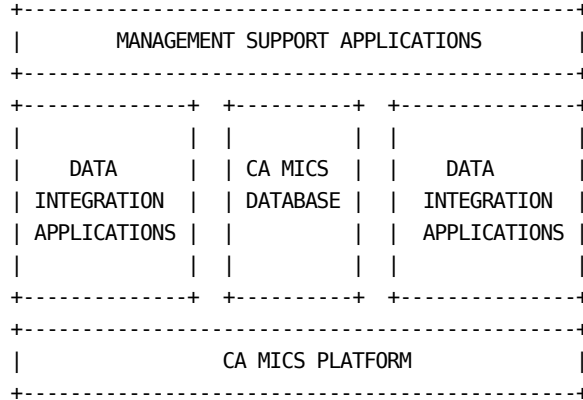 MANAGEMENT SUPPORT APPLICATIONS
DATA CA MICS DATA
INTEGRATION DATABASE INTEGRATION
APPLICATIONS APPLICATIONS
CA MICS PLATFORM